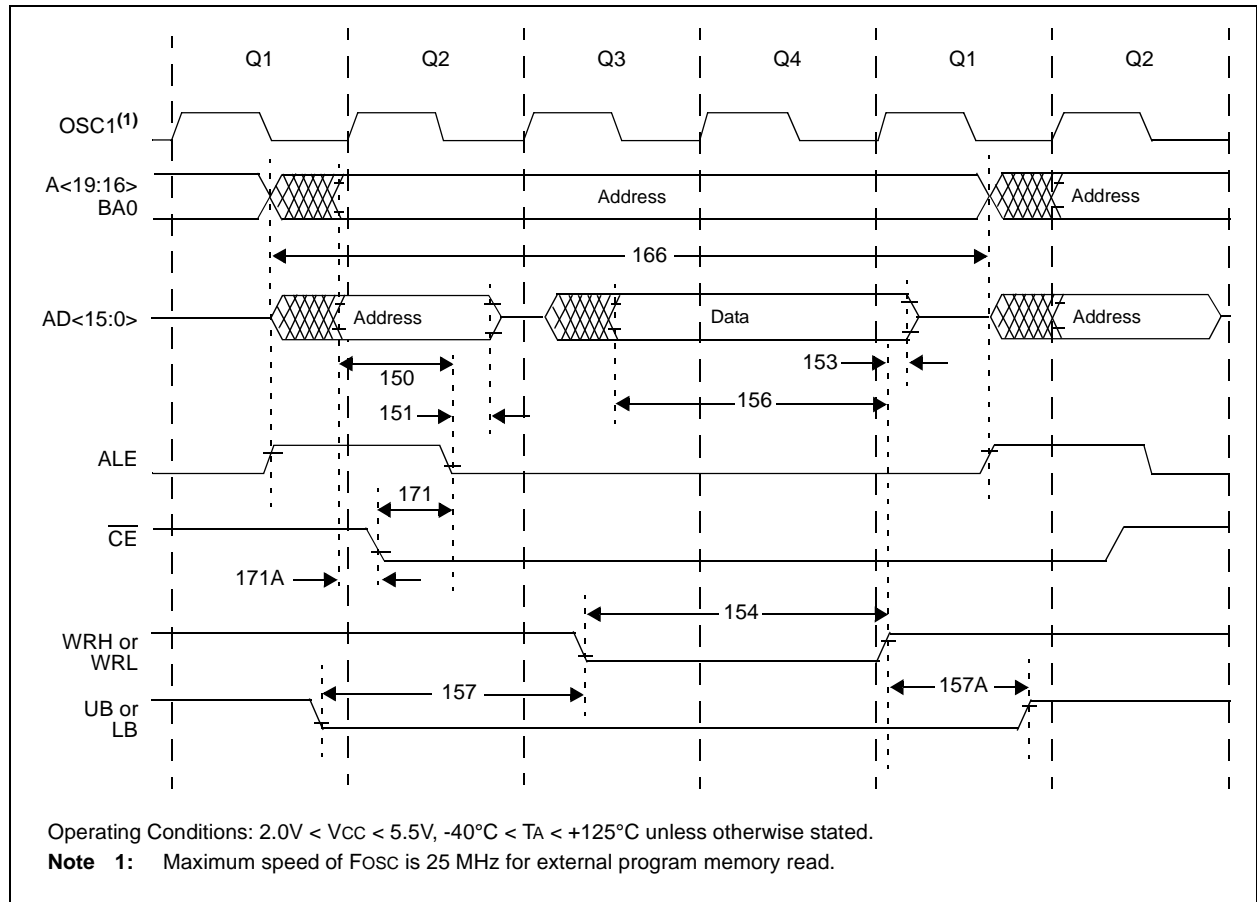 Q1 Q2 Q3 Q4 Q1 Q2
OSC1(1)
A<19:16>
BA0
Address
Address
166
AD<15:0>
Address
Data
Address
150
153
151
156
ALE
171
CE
171A
154
WRH or
WRL
157
157A
UB or
LB
Operating Conditions: 2.0V < VCC < 5.5V, -40°C < TA < +125°C unless otherwise stated.
Note 1: Maximum speed of FOSC is 25 MHz for external program memory read.